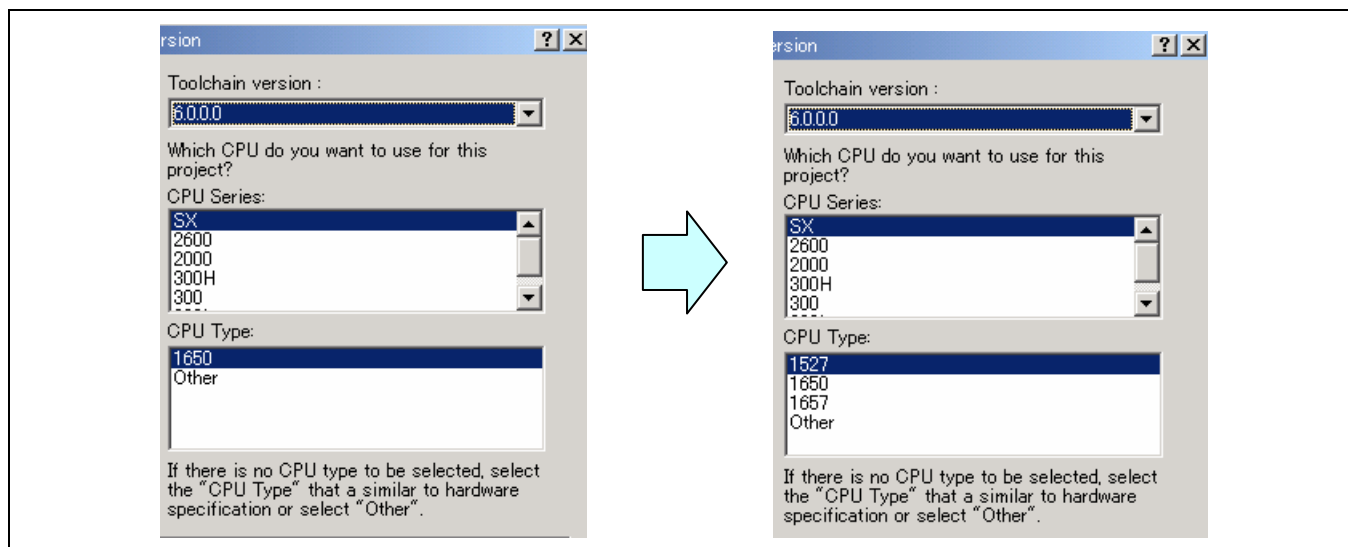 rsion
Toolchain version :
6.0.0.0
Which CPU do you want to use for this
project?
CPU Series:
SX
2600
2000
300H
300
CPU Type:
1650
Other
If there is no CPU type to be selected, select
the "CPU Type" that a similar to hardware
specification or select "Other".
rsion
Toolchain version :
6.0.0.0
Which CPU do you want to use for this
project?
CPU Series:
SX
2600
2000
300H
300
CPU Type:
1527
1650
1657
Other
If there is no CPU type to be selected, select
the "CPU Type" that a similar to hardware
specification or select "Other".